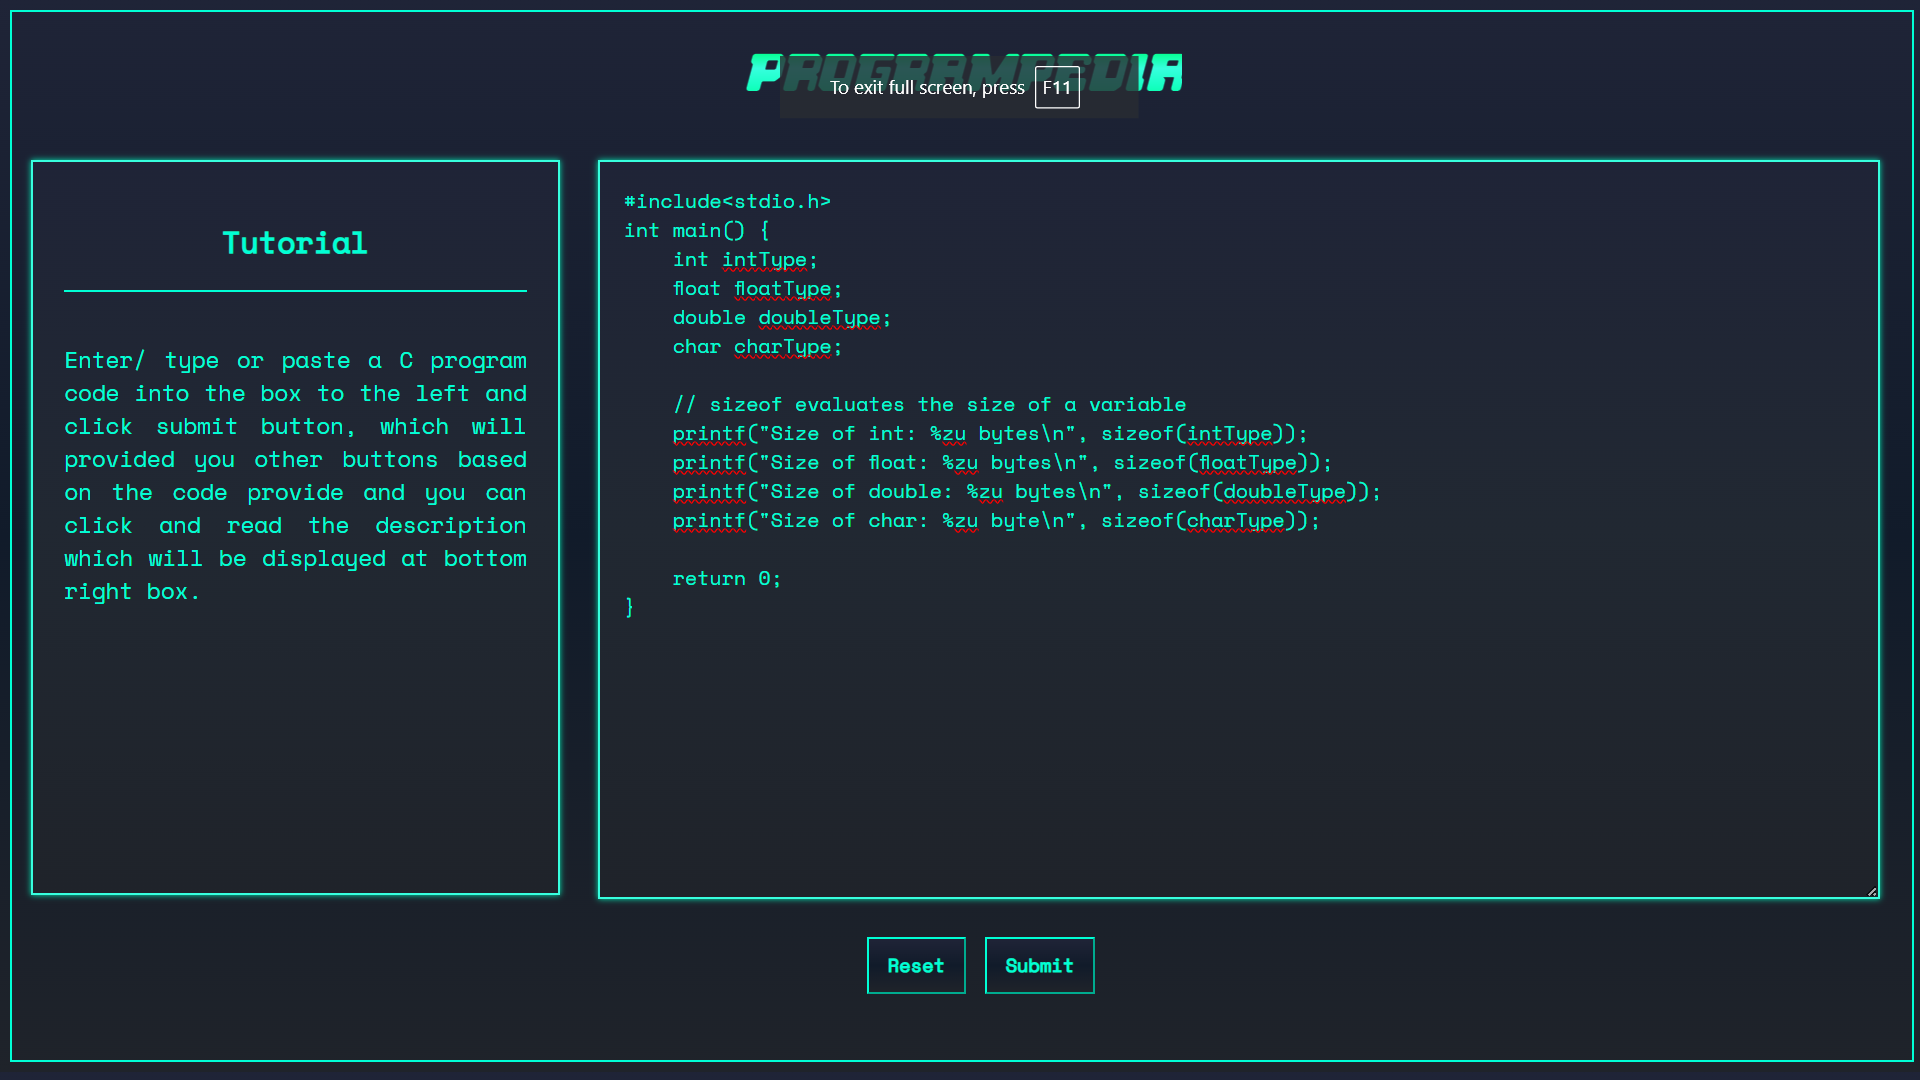 PROGRAMPEDIA
To exit full screen, press F11
Tutorial
Enter/ type or paste a C program
code into the box to the left and
click submit button, which will
provided you other buttons based
on the code provide and you can
click and read the description
which will be displayed at bottom
right box.
#include<stdio.h>
int main() {
    int intType;
    float floatType;
    double doubleType;
    char charType;
    // sizeof evaluates the size of a variable
    printf("Size of int: %zu bytes\n", sizeof(intType));
    printf("Size of float: %zu bytes\n", sizeof(floatType));
    printf("Size of double: %zu bytes\n", sizeof(doubleType));
    printf("Size of char: %zu byte\n", sizeof(charType));
    return 0;
}
Reset
Submit